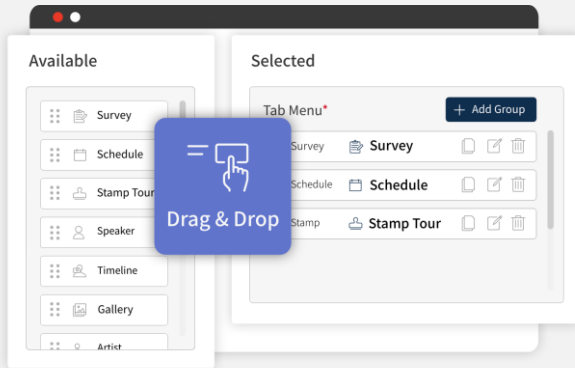 Available
Survey
Schedule
Stamp Tour
Speaker
Timeline
Gallery
Artist
Drag & Drop
Selected
Tab Menu*
+ Add Group
Survey Survey
Schedule Schedule
Stamp Stamp Tour